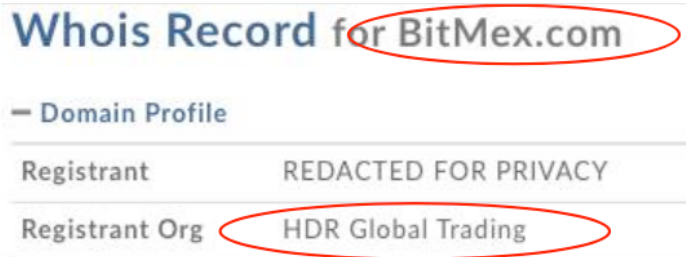 Whois Record for BitMex.com
— Domain Profile
Registrant REDACTED FOR PRIVACY
Registrant Org HDR Global Trading